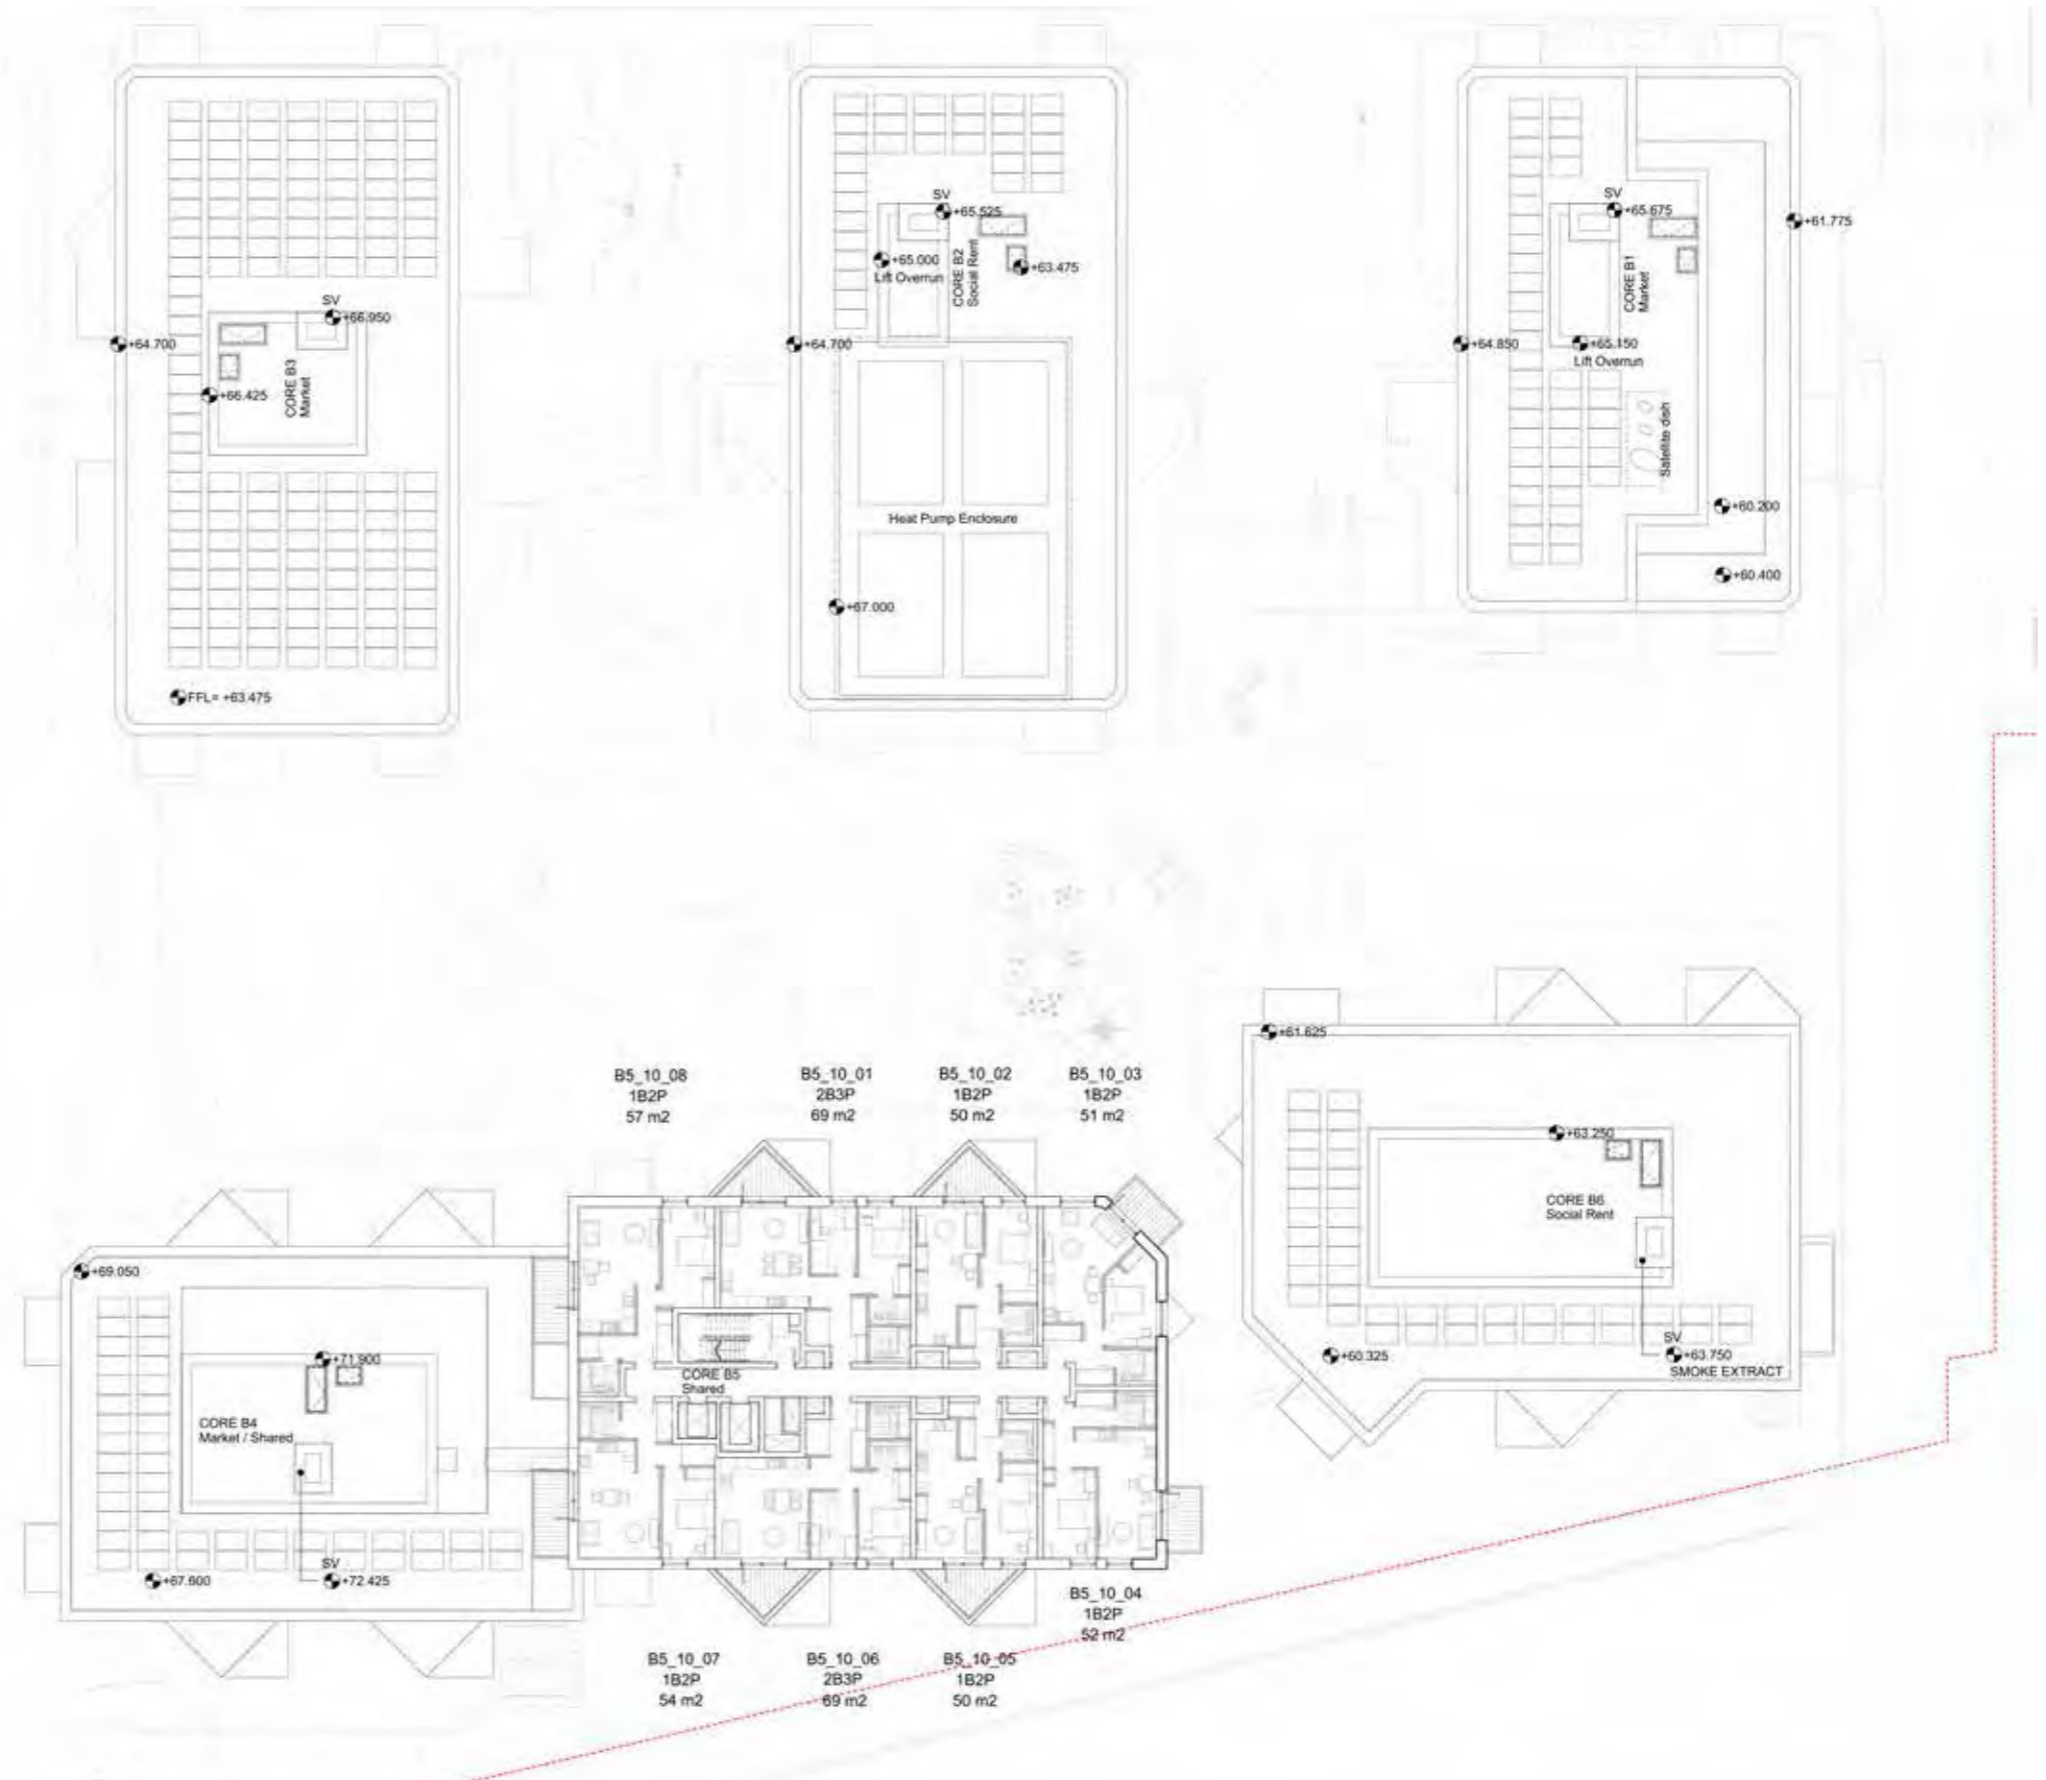 SV
+66.950
+64.700
+66.425
CORE B3
Market
FFL= +63.475
SV
+65.525
+65.000
Lift Overrun
CORE B2
Social Rent
+63.475
+64.700
Heat Pump Enclosure
+67.000
SV
+65.675
+61.775
CORE B1
Market
+64.850
+65.150
Lift Overrun
Satellite dish
+60.200
+60.400
+61.625
+63.250
CORE B6
Social Rent
+60.325
SV
+63.750
SMOKE EXTRACT
B5_10_08
1B2P
57 m2
B5_10_01
2B3P
69 m2
B5_10_02
1B2P
50 m2
B5_10_03
1B2P
51 m2
+69.050
+71.900
CORE B4
Market / Shared
SV
+72.425
+67.600
CORE B5
Shared
B5_10_04
1B2P
52 m2
B5_10_07
1B2P
54 m2
B5_10_06
2B3P
69 m2
B5_10_05
1B2P
50 m2